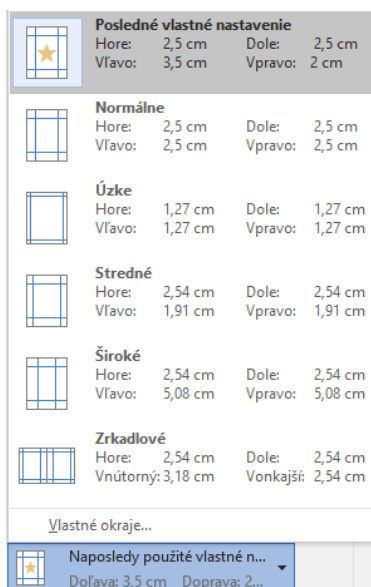 Posledné vlastné nastavenie
Hore: 2,5 cm Dole: 2,5 cm
Vľavo: 3,5 cm Vpravo: 2 cm
Normálne
Hore: 2,5 cm Dole: 2,5 cm
Vľavo: 2,5 cm Vpravo: 2,5 cm
Úzke
Hore: 1,27 cm Dole: 1,27 cm
Vľavo: 1,27 cm Vpravo: 1,27 cm
Stredné
Hore: 2,54 cm Dole: 2,54 cm
Vľavo: 1,91 cm Vpravo: 1,91 cm
Široké
Hore: 2,54 cm Dole: 2,54 cm
Vľavo: 5,08 cm Vpravo: 5,08 cm
Zrkadlové
Hore: 2,54 cm Dole: 2,54 cm
Vnútorný: 3,18 cm Vonkajší: 2,54 cm
Vlastné okraje...
Naposledy použité vlastné n...
Doľava: 3,5 cm Doprava: 2...